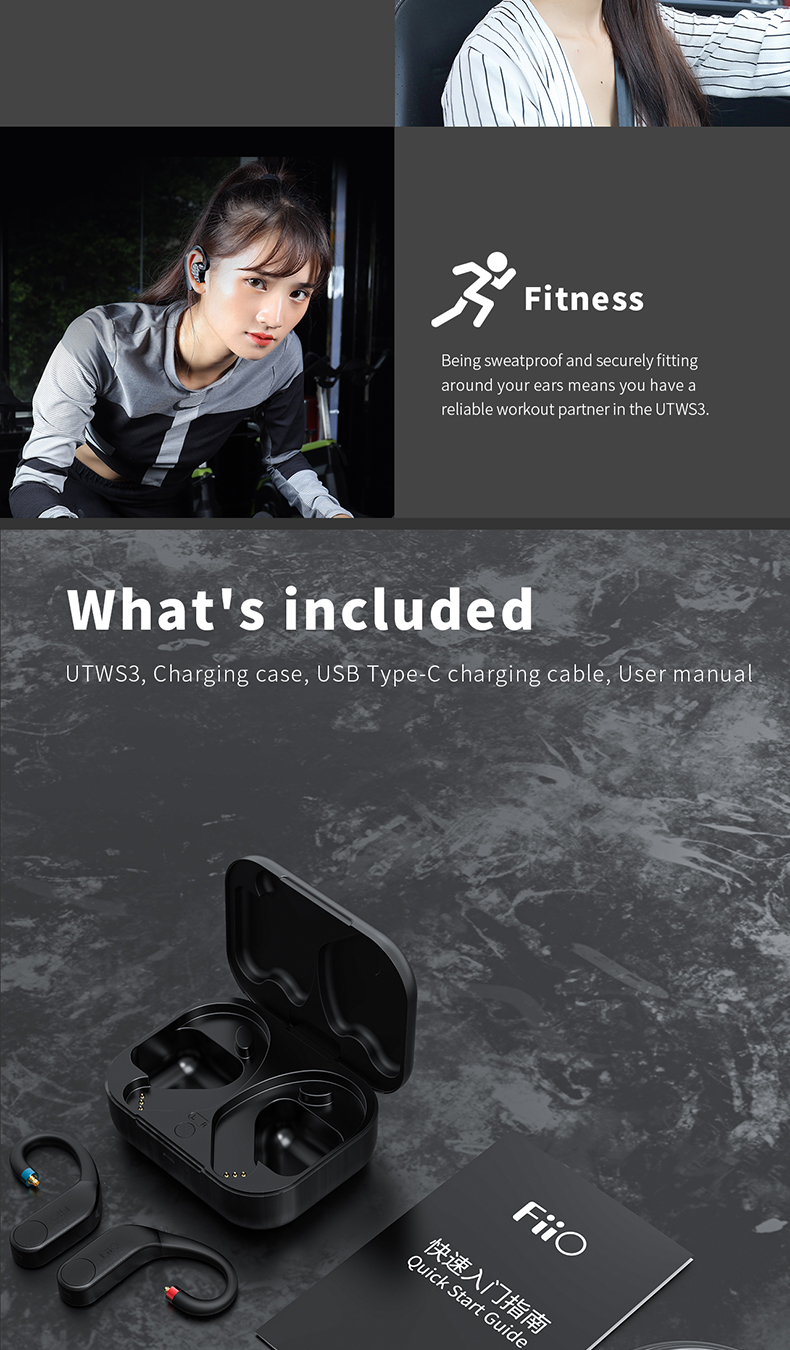 Fitness
Being sweatproof and securely fitting
around your ears means you have a
reliable workout partner in the UTWS3.
What's included
UTWS3, Charging case, USB Type-C charging cable, User manual
FiiO
快速入门指南
Quick Start Guide